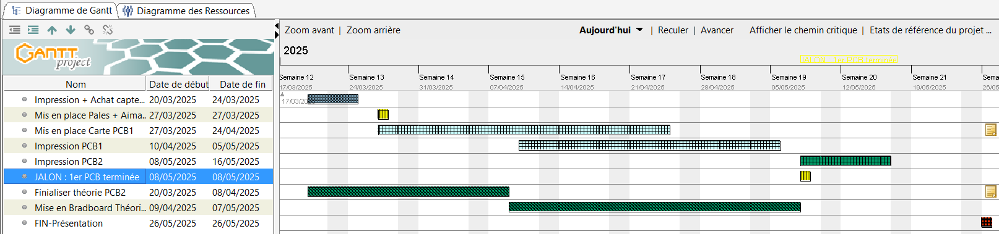 Diagramme de Gantt Diagramme des Ressources
Zoom avant | Zoom arrière Aujourd'hui | Reculer | Avancer Afficher le chemin critique | Etats de référence du projet ...
GANTT project
2025
JALON : 1er PCB terminée
Nom Date de début Date de fin
Semaine 12 Semaine 13 Semaine 14 Semaine 15 Semaine 16 Semaine 17 Semaine 18 Semaine 19 Semaine 20 Semaine 21 Sema
17/03/2025 24/03/2025 31/03/2025 07/04/2025 14/04/2025 21/04/2025 28/04/2025 05/05/2025 12/05/2025 19/05/2025 26/05
17/03/20
Impression + Achat capte... 20/03/2025 24/03/2025
Mis en place Pales + Aima... 27/03/2025 27/03/2025
Mis en place Carte PCB1 27/03/2025 24/04/2025
Impression PCB1 10/04/2025 05/05/2025
Impression PCB2 08/05/2025 16/05/2025
JALON : 1er PCB terminée 08/05/2025 08/05/2025
Finialiser théorie PCB2 20/03/2025 08/04/2025
Mise en Bradboard Théori... 09/04/2025 07/05/2025
FIN-Présentation 26/05/2025 26/05/2025